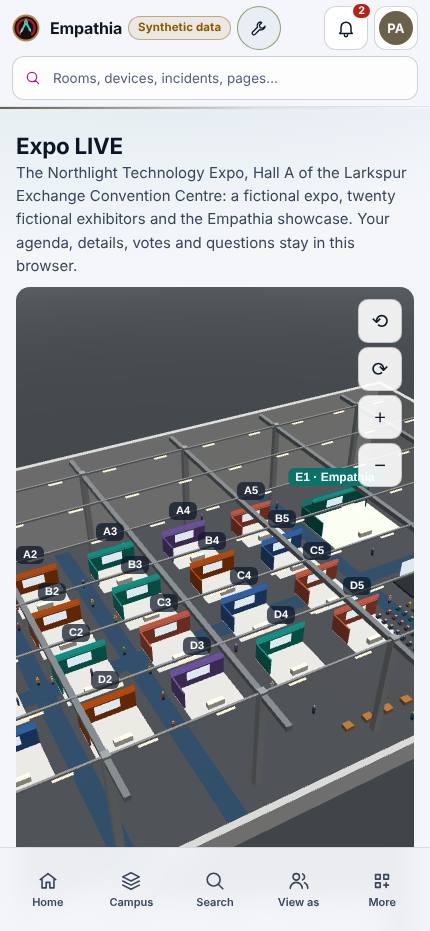 Empathia
Synthetic data
2
PA
Rooms, devices, incidents, pages...
Expo LIVE
The Northlight Technology Expo, Hall A of the Larkspur
Exchange Convention Centre: a fictional expo, twenty
fictional exhibitors and the Empathia showcase. Your
agenda, details, votes and questions stay in this
browser.
E1 · Empathia
A5
A4
B5
A3
B4
A2
C5
B3
C4
D5
B2
C3
D4
C2
D3
D2
Home
Campus
Search
View as
More